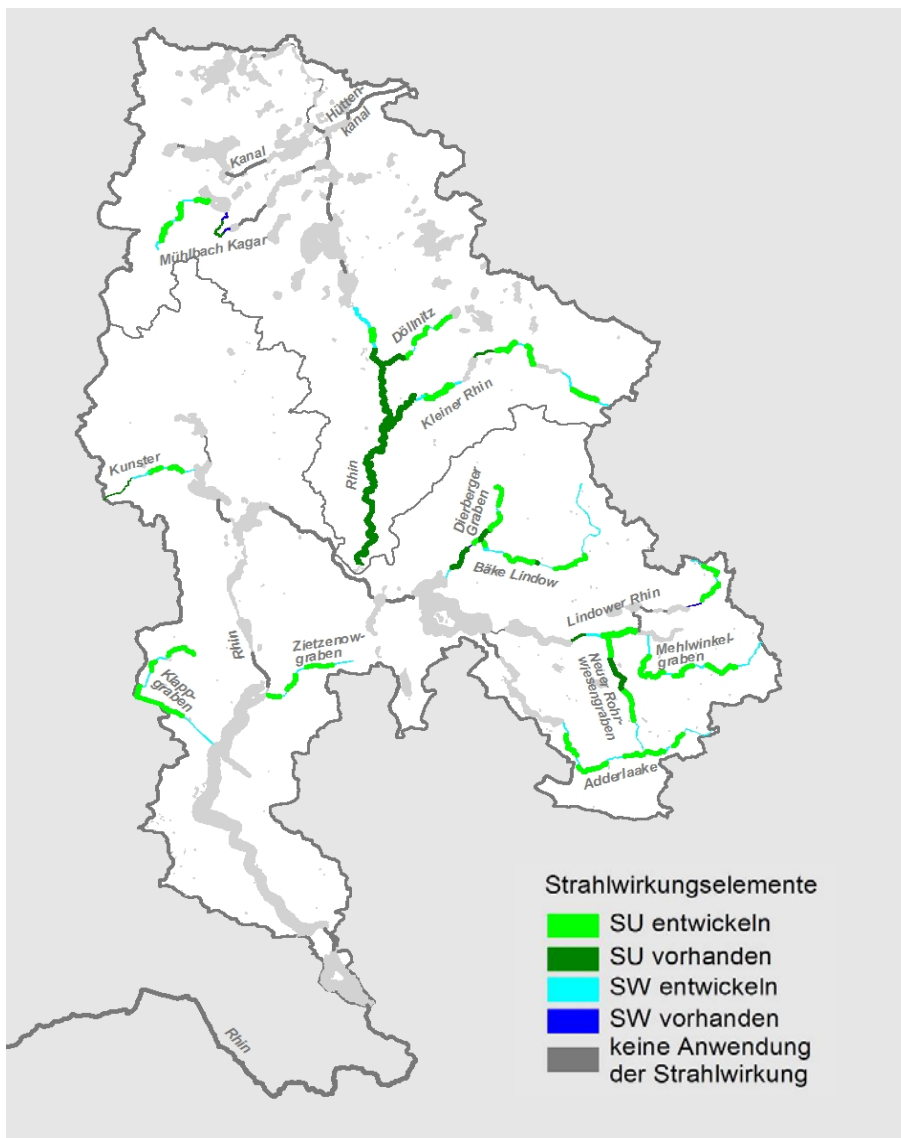 Hütten-
kanal
Kanal
Mühlbach Kagar
Döllnitz
Kleiner Rhin
Rhin
Kunster
Dierberger
Graben
Bäke Lindow
Lindower Rhin
Rhin
Zietzenow-
graben
Mehlwinkel-
graben
Neuer Rohr-
wiesengraben
Klapp-
graben
Adderlaake
Rhin
Strahlwirkungselemente
SU entwickeln
SU vorhanden
SW entwickeln
SW vorhanden
keine Anwendung
der Strahlwirkung